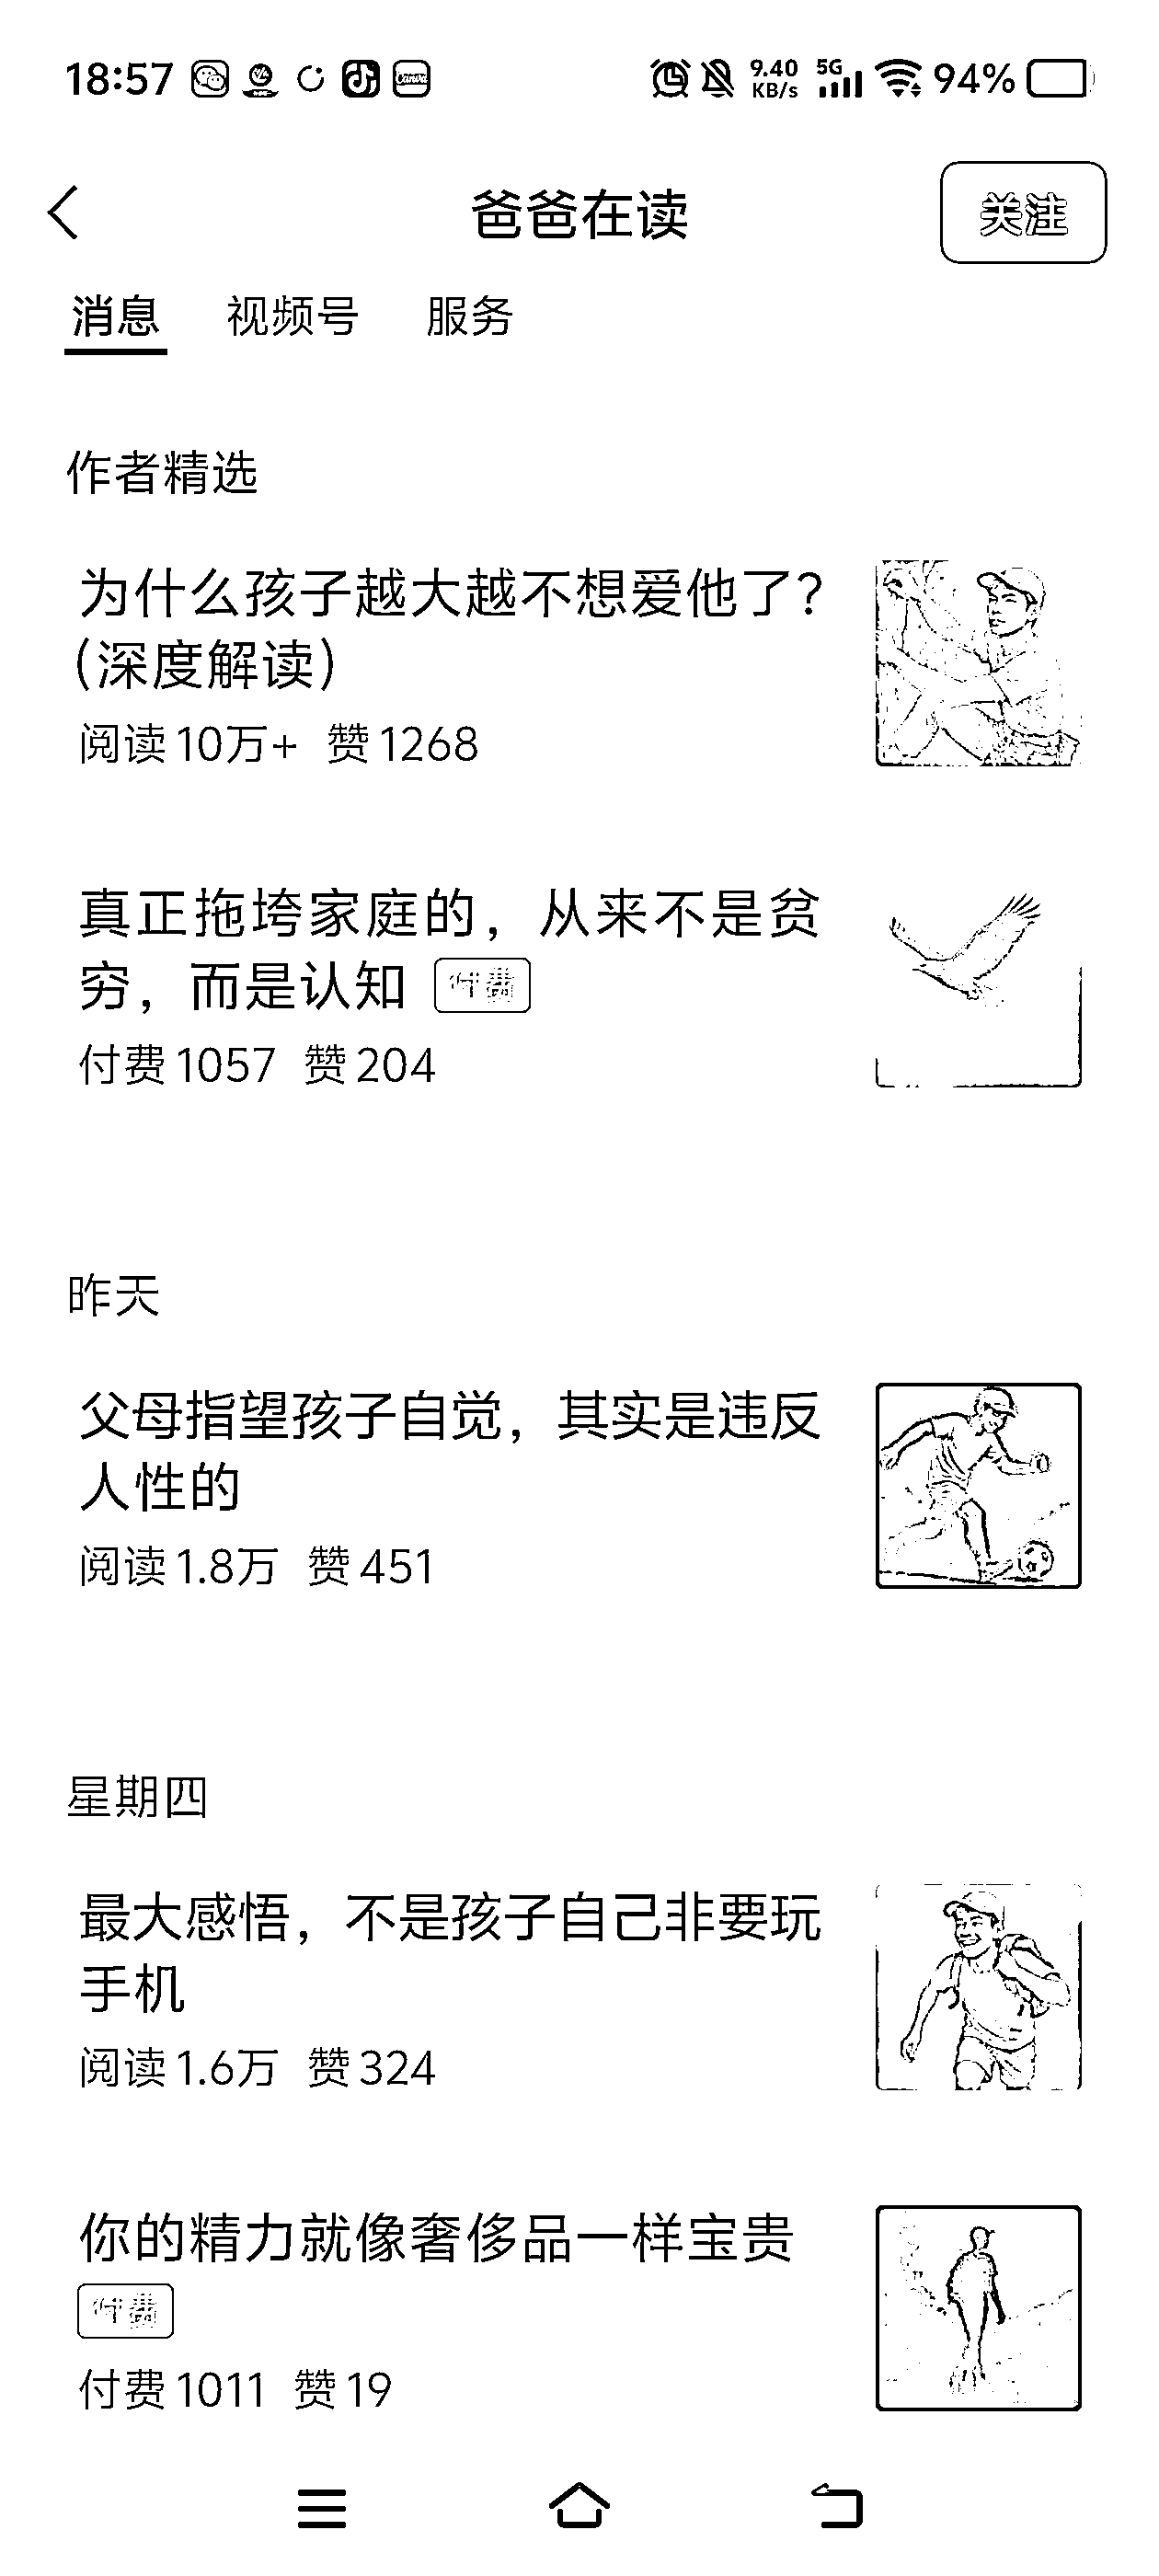 18:57 9.40 KB/s 5G 94%
爸爸在读 关注
消息 视频号 服务
作者精选
为什么孩子越大越不想爱他了?
(深度解读)
阅读 10万+ 赞 1268
真正拖垮家庭的，从来不是贫
穷，而是认知 付费
付费 1057 赞 204
昨天
父母指望孩子自觉，其实是违反
人性的
阅读 1.8万 赞 451
星期四
最大感悟，不是孩子自己非要玩
手机
阅读 1.6万 赞 324
你的精力就像奢侈品一样宝贵
付费
付费 1011 赞 19